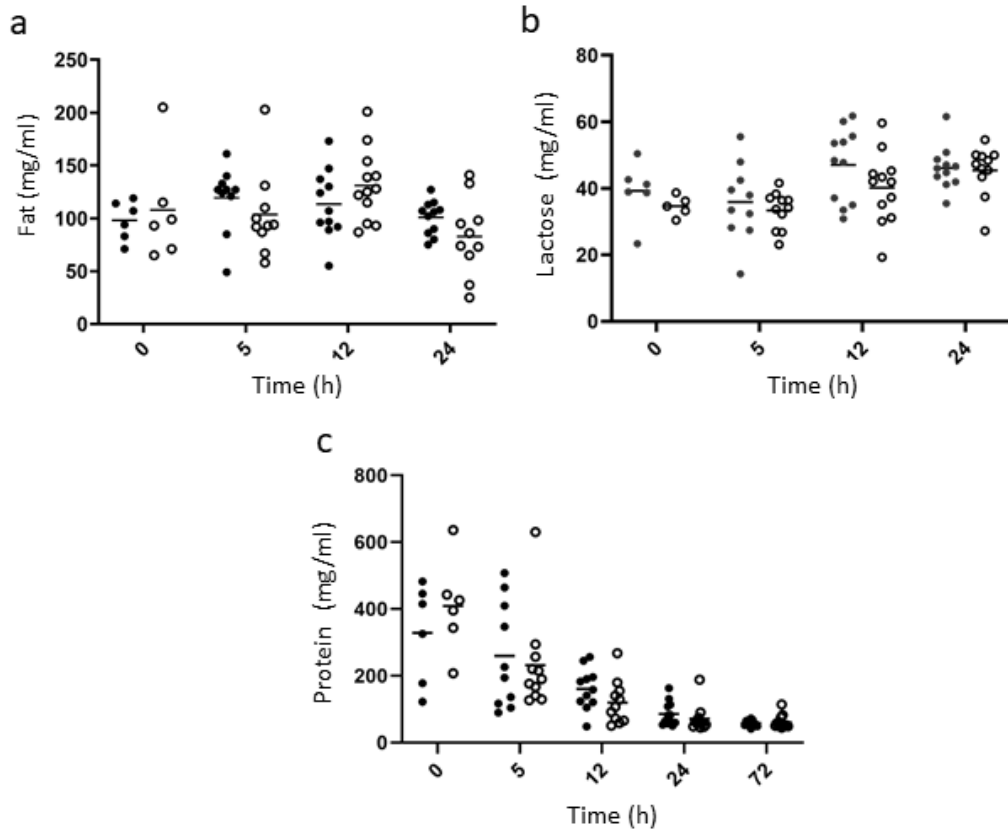 a
Fat (mg/ml)
250
200
150
100
50
0
0 5 12 24
Time (h)
b
Lactose (mg/ml)
80
60
40
20
0
0 5 12 24
Time (h)
c
Protein (mg/ml)
800
600
400
200
0
0 5 12 24 72
Time (h)